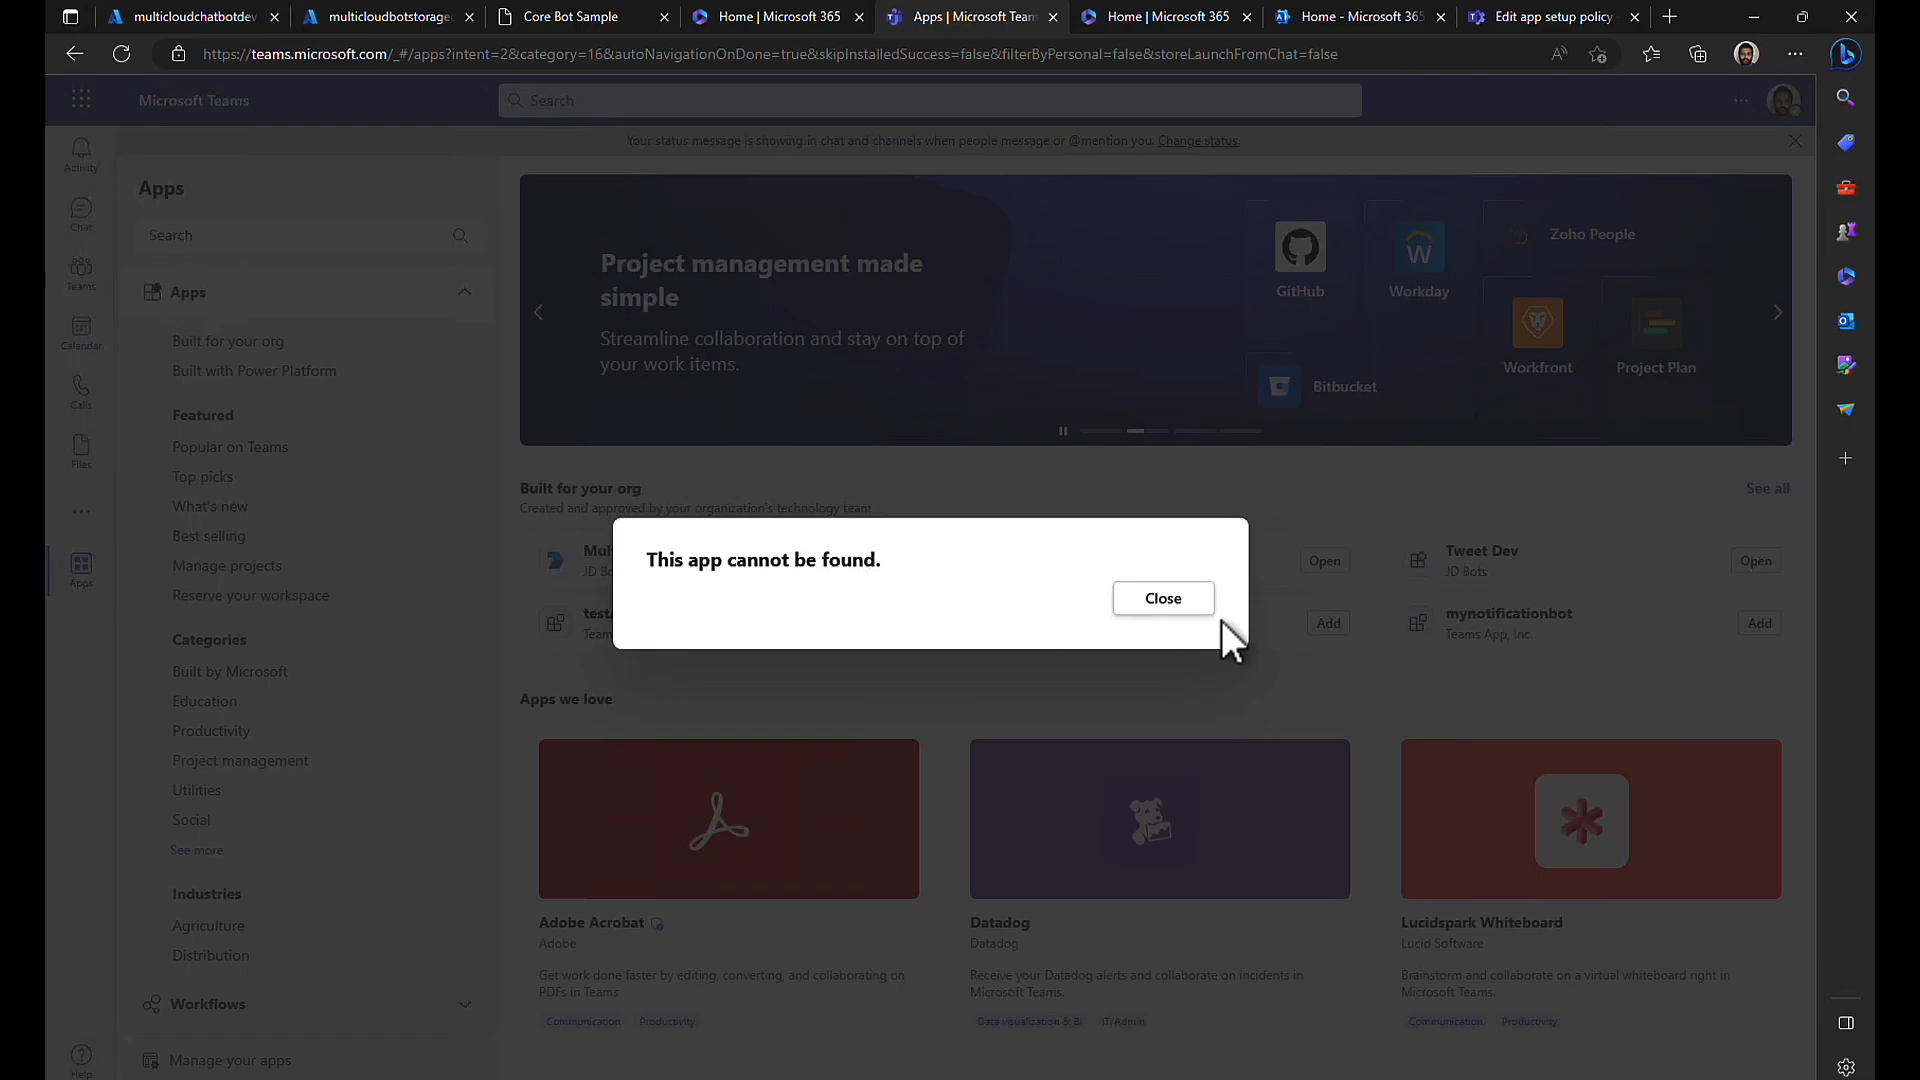 multicloudchatbotdev
multicloudbotstorage
Core Bot Sample
Home | Microsoft 365
Apps | Microsoft Team
Home | Microsoft 365
Home - Microsoft 365
Edit app setup policy
https://teams.microsoft.com/_#/apps?intent=2&category=16&autoNavigationOnDone=true&skipInstalledSuccess=false&filterByPersonal=false&storeLaunchFromChat=false
Microsoft Teams
Search
Your status message is showing in chat and channels when people message or @mention you. Change status.
Activity
Chat
Teams
Calendar
Calls
Files
Apps
Help
Apps
Search
Apps
Built for your org
Built with Power Platform
Featured
Popular on Teams
Top picks
What's new
Best selling
Manage projects
Reserve your workspace
Categories
Built by Microsoft
Education
Productivity
Project management
Utilities
Social
See more
Industries
Agriculture
Distribution
Workflows
Manage your apps
Project management made
simple
Streamline collaboration and stay on top of
your work items.
GitHub
Workday
Zoho People
Workfront
Project Plan
Bitbucket
Built for your org
See all
Created and approved by your organization's technology team
Mul
JD Bo
Open
Tweet Dev
JD Bots
Open
test
Team
Add
mynotificationbot
Teams App, Inc.
Add
This app cannot be found.
Close
Apps we love
Adobe Acrobat
Adobe
Get work done faster by editing, converting, and collaborating on
PDFs in Teams
Communication Productivity
Datadog
Datadog
Receive your Datadog alerts and collaborate on incidents in
Microsoft Teams.
Data visualization & BI IT/Admin
Lucidspark Whiteboard
Lucid Software
Brainstorm and collaborate on a virtual whiteboard right in
Microsoft Teams.
Communication Productivity